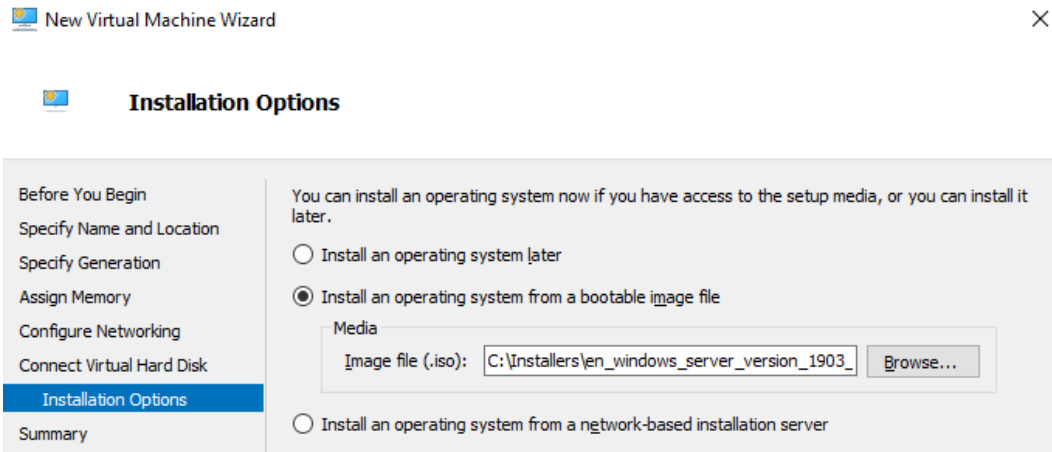 New Virtual Machine Wizard
Installation Options
Before You Begin
Specify Name and Location
Specify Generation
Assign Memory
Configure Networking
Connect Virtual Hard Disk
Installation Options
Summary
You can install an operating system now if you have access to the setup media, or you can install it
later.
Install an operating system later
Install an operating system from a bootable image file
Media
Image file (.iso): C:\Installers\en_windows_server_version_1903_ Browse...
Install an operating system from a network-based installation server